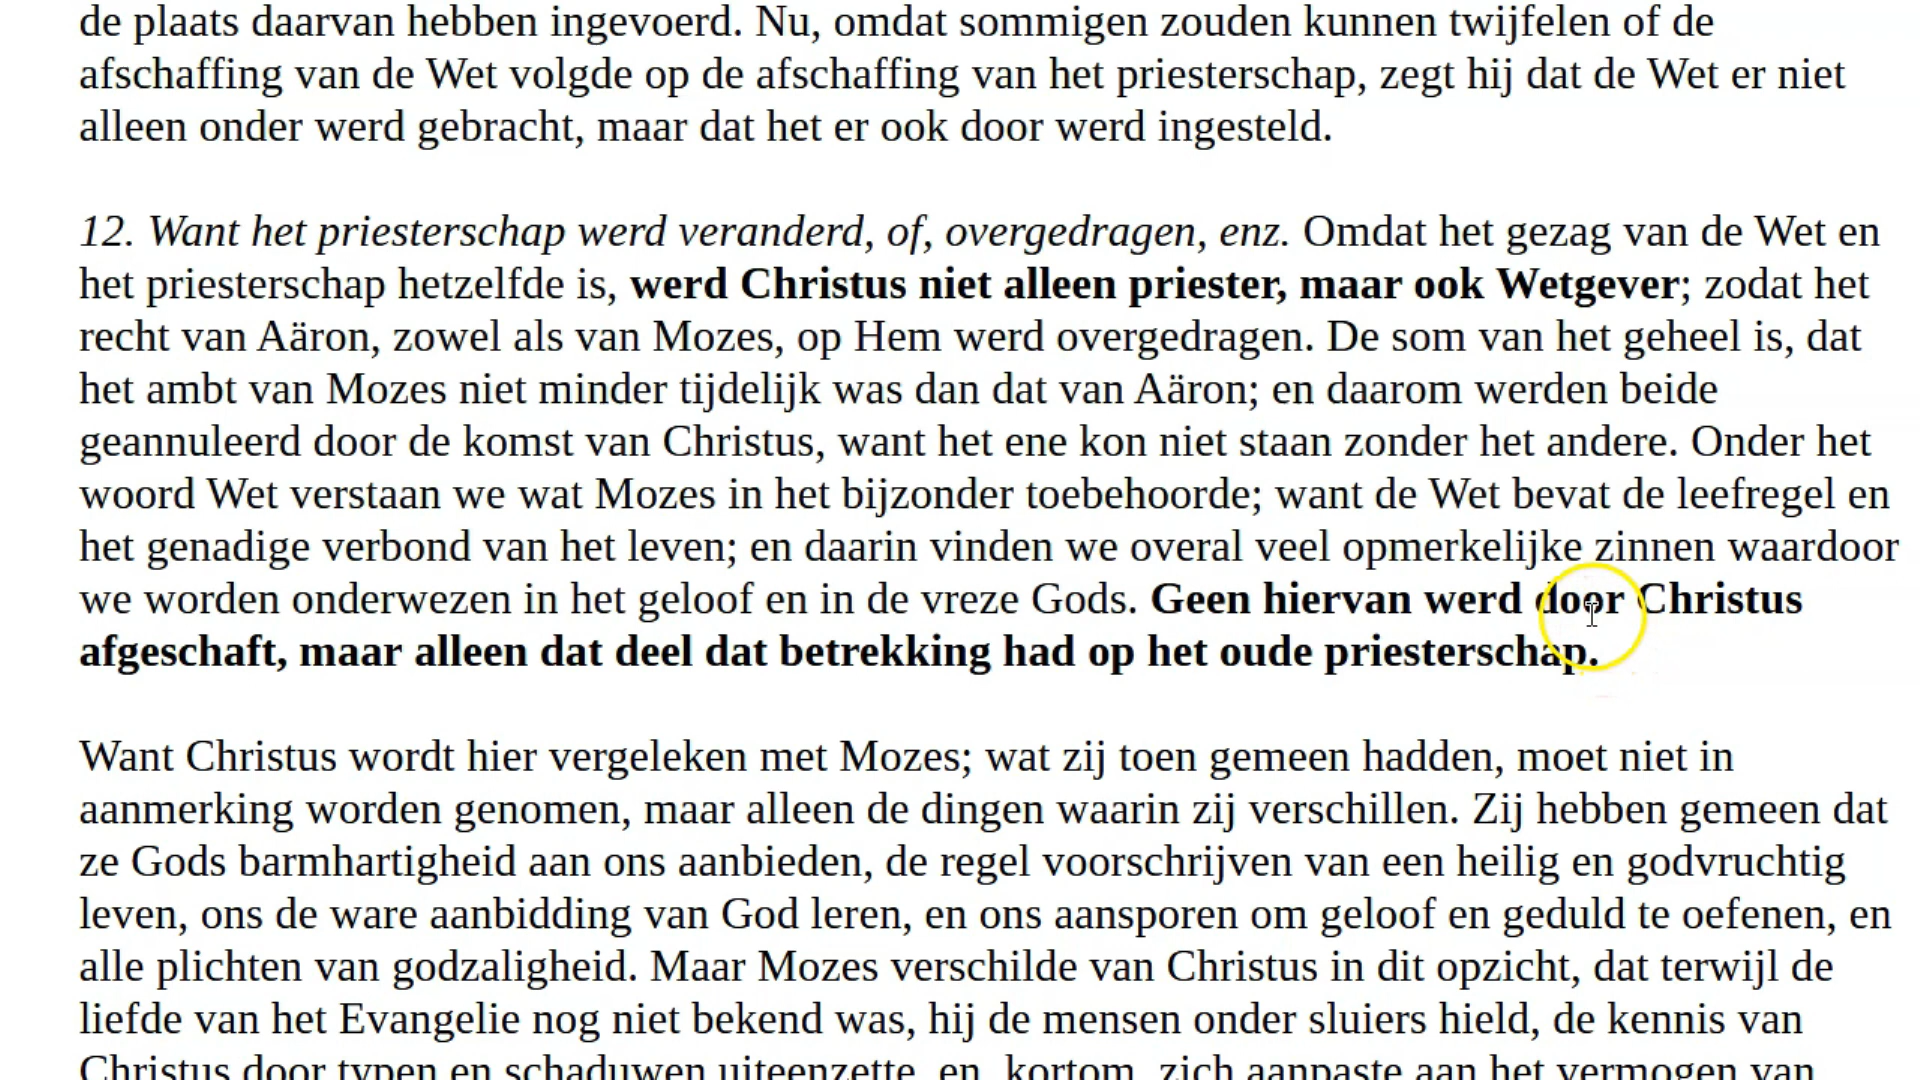 de plaats daarvan hebben ingevoerd. Nu, omdat sommigen zouden kunnen twijfelen of de
afschaffing van de Wet volgde op de afschaffing van het priesterschap, zegt hij dat de Wet er niet
alleen onder werd gebracht, maar dat het er ook door werd ingesteld.
12. Want het priesterschap werd veranderd, of, overgedragen, enz. Omdat het gezag van de Wet en
het priesterschap hetzelfde is, werd Christus niet alleen priester, maar ook Wetgever; zodat het
recht van Aäron, zowel als van Mozes, op Hem werd overgedragen. De som van het geheel is, dat
het ambt van Mozes niet minder tijdelijk was dan dat van Aäron; en daarom werden beide
geannuleerd door de komst van Christus, want het ene kon niet staan zonder het andere. Onder het
woord Wet verstaan we wat Mozes in het bijzonder toebehoorde; want de Wet bevat de leefregel en
het genadige verbond van het leven; en daarin vinden we overal veel opmerkelijke zinnen waardoor
we worden onderwezen in het geloof en in de vreze Gods. Geen hiervan werd door Christus
afgeschaft, maar alleen dat deel dat betrekking had op het oude priesterschap.
Want Christus wordt hier vergeleken met Mozes; wat zij toen gemeen hadden, moet niet in
aanmerking worden genomen, maar alleen de dingen waarin zij verschillen. Zij hebben gemeen dat
ze Gods barmhartigheid aan ons aanbieden, de regel voorschrijven van een heilig en godvruchtig
leven, ons de ware aanbidding van God leren, en ons aansporen om geloof en geduld te oefenen, en
alle plichten van godzaligheid. Maar Mozes verschilde van Christus in dit opzicht, dat terwijl de
liefde van het Evangelie nog niet bekend was, hij de mensen onder sluiers hield, de kennis van
Christus door typen en schaduwen uiteenzette, en, kortom, zich aanpaste aan het vermogen van